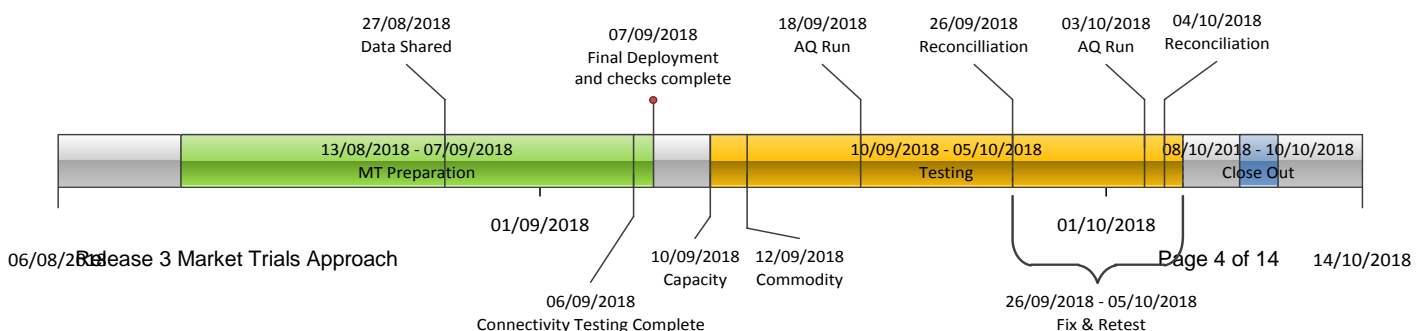 27/08/2018
Data Shared
07/09/2018
Final Deployment
and checks complete
18/09/2018
AQ Run
26/09/2018
Reconcilliation
03/10/2018
AQ Run
04/10/2018
Reconciliation
13/08/2018 - 07/09/2018
MT Preparation
10/09/2018 - 05/10/2018
Testing
08/10/2018 - 10/10/2018
Close Out
01/09/2018
01/10/2018
06/08/2018
Release 3 Market Trials Approach
10/09/2018
Capacity
12/09/2018
Commodity
Page 4 of 14
14/10/2018
06/09/2018
Connectivity Testing Complete
26/09/2018 - 05/10/2018
Fix & Retest